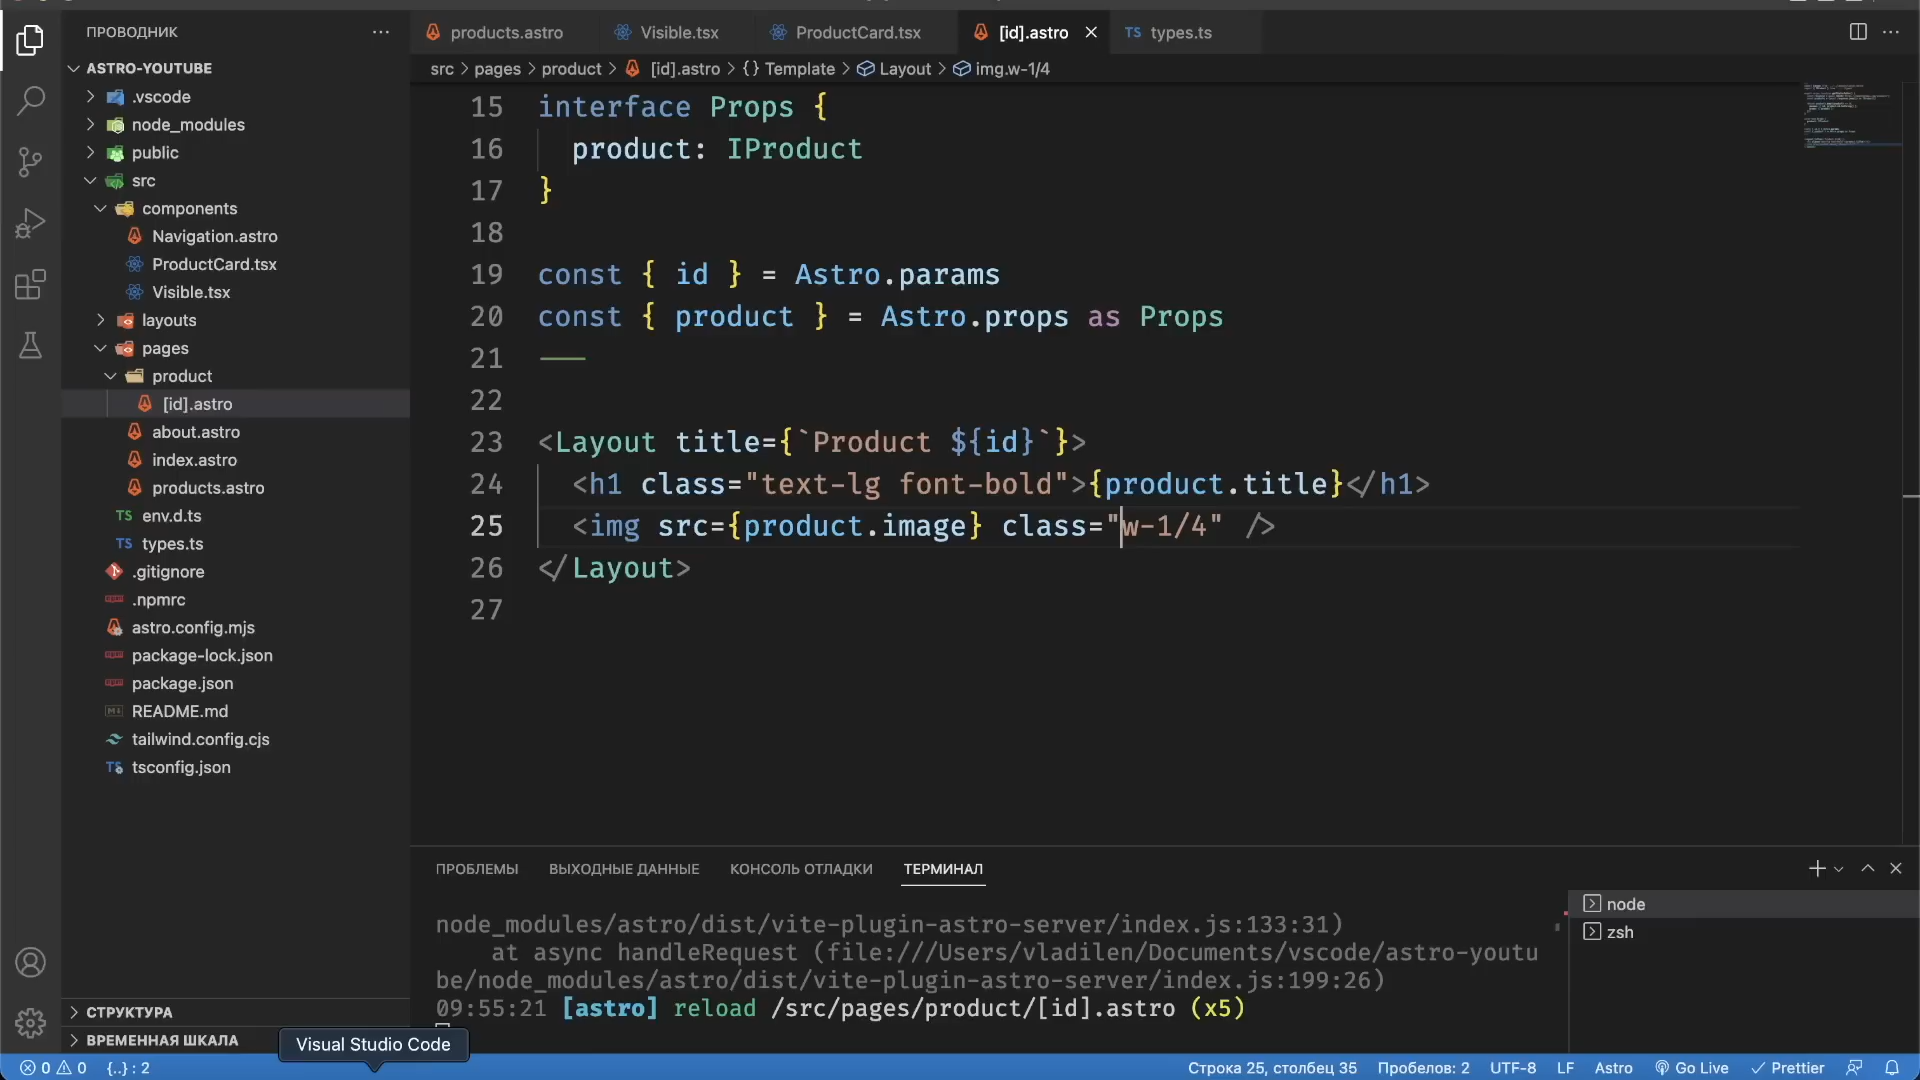 ПРОВОДНИК
ASTRO-YOUTUBE
.vscode
node_modules
public
src
components
Navigation.astro
ProductCard.tsx
Visible.tsx
layouts
pages
product
[id].astro
about.astro
index.astro
products.astro
TS env.d.ts
TS types.ts
.gitignore
.npmrc
astro.config.mjs
package-lock.json
package.json
README.md
tailwind.config.cjs
TS tsconfig.json
СТРУКТУРА
ВРЕМЕННАЯ ШКАЛА
products.astro Visible.tsx ProductCard.tsx [id].astro TS types.ts
src > pages > product > [id].astro > {} Template > Layout > img.w-1/4
15 interface Props {
16 product: IProduct
17 }
18
19 const { id } = Astro.params
20 const { product } = Astro.props as Props
21 ---
22
23 <Layout title={`Product ${id}`}>
24 <h1 class="text-lg font-bold">{product.title}</h1>
25 <img src={product.image} class="w-1/4" />
26 </Layout>
27
ПРОБЛЕМЫ ВЫХОДНЫЕ ДАННЫЕ КОНСОЛЬ ОТЛАДКИ ТЕРМИНАЛ
node_modules/astro/dist/vite-plugin-astro-server/index.js:133:31)
at async handleRequest (file:///Users/vladilen/Documents/vscode/astro-youtu
be/node_modules/astro/dist/vite-plugin-astro-server/index.js:199:26)
09:55:21 [astro] reload /src/pages/product/[id].astro (x5)
node
zsh
Visual Studio Code
0 0 {..} : 2 Строка 25, столбец 35 Пробелов: 2 UTF-8 LF Astro Go Live Prettier